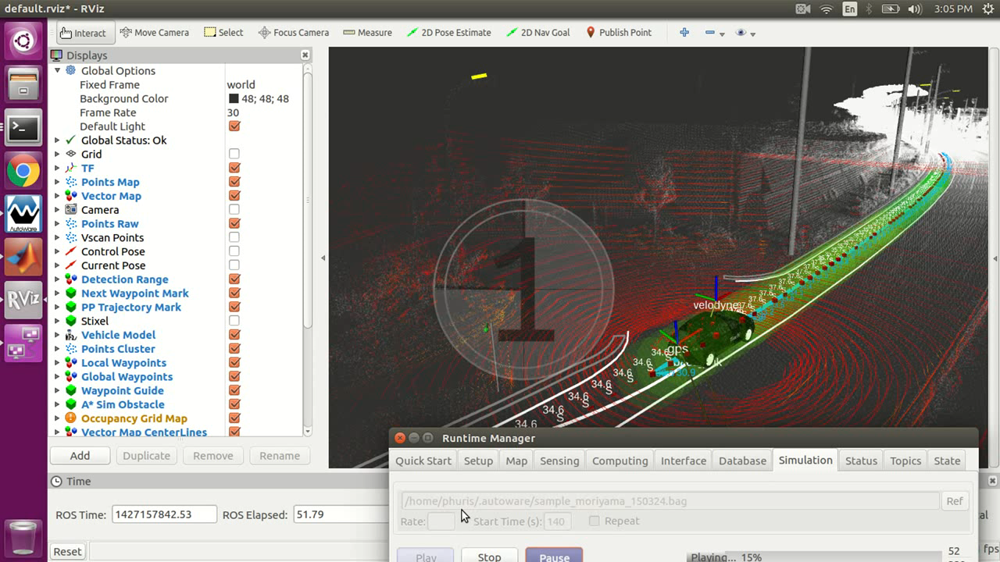 default.rviz* - RViz
En
3:05 PM
Interact Move Camera Select Focus Camera Measure 2D Pose Estimate 2D Nav Goal Publish Point
Displays
Global Options
Fixed Frame world
Background Color 48; 48; 48
Frame Rate 30
Default Light
Global Status: Ok
Grid
TF
Points Map
Vector Map
Camera
Points Raw
Vscan Points
Control Pose
Current Pose
Detection Range
Next Waypoint Mark
PP Trajectory Mark
Stixel
Vehicle Model
Points Cluster
Local Waypoints
Global Waypoints
Waypoint Guide
A* Sim Obstacle
Occupancy Grid Map
Vector Map CenterLines
Add Duplicate Remove Rename
AutoWare
RViz
1
velodyne
gps
34.6
S
34.6
S
34.6
S
34.6
S
34.6
S
34.6
S
34.6
37.6
37.6
37.6
37.6
30.9
Time
ROS Time: 1427157842.53 ROS Elapsed: 51.79
Reset
fps
Runtime Manager
Quick Start Setup Map Sensing Computing Interface Database Simulation Status Topics State
/home/phuris/.autoware/sample_moriyama_150324.bag Ref
Rate: Start Time (s): 140 Repeat
Play Stop Pause Playing... 15% 52